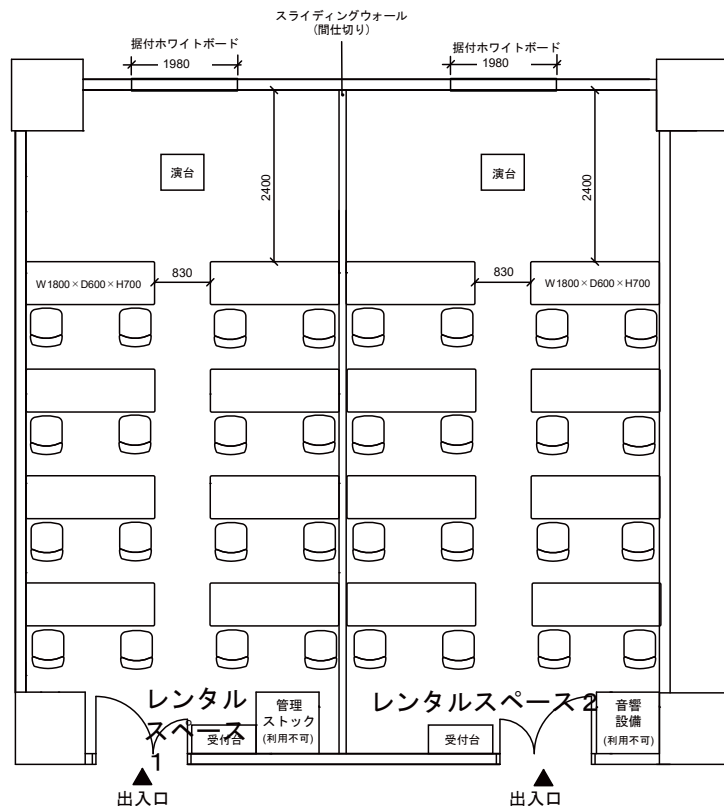 スライディングウォール
(間仕切り)
据付ホワイトボード
1980
据付ホワイトボード
1980
演台
2400
演台
2400
W1800×D600×H700
830
830
W1800×D600×H700
レンタル
スペース
1
管理
ストック
(利用不可)
受付台
レンタルスペース2
受付台
音響
設備
(利用不可)
出入口
出入口